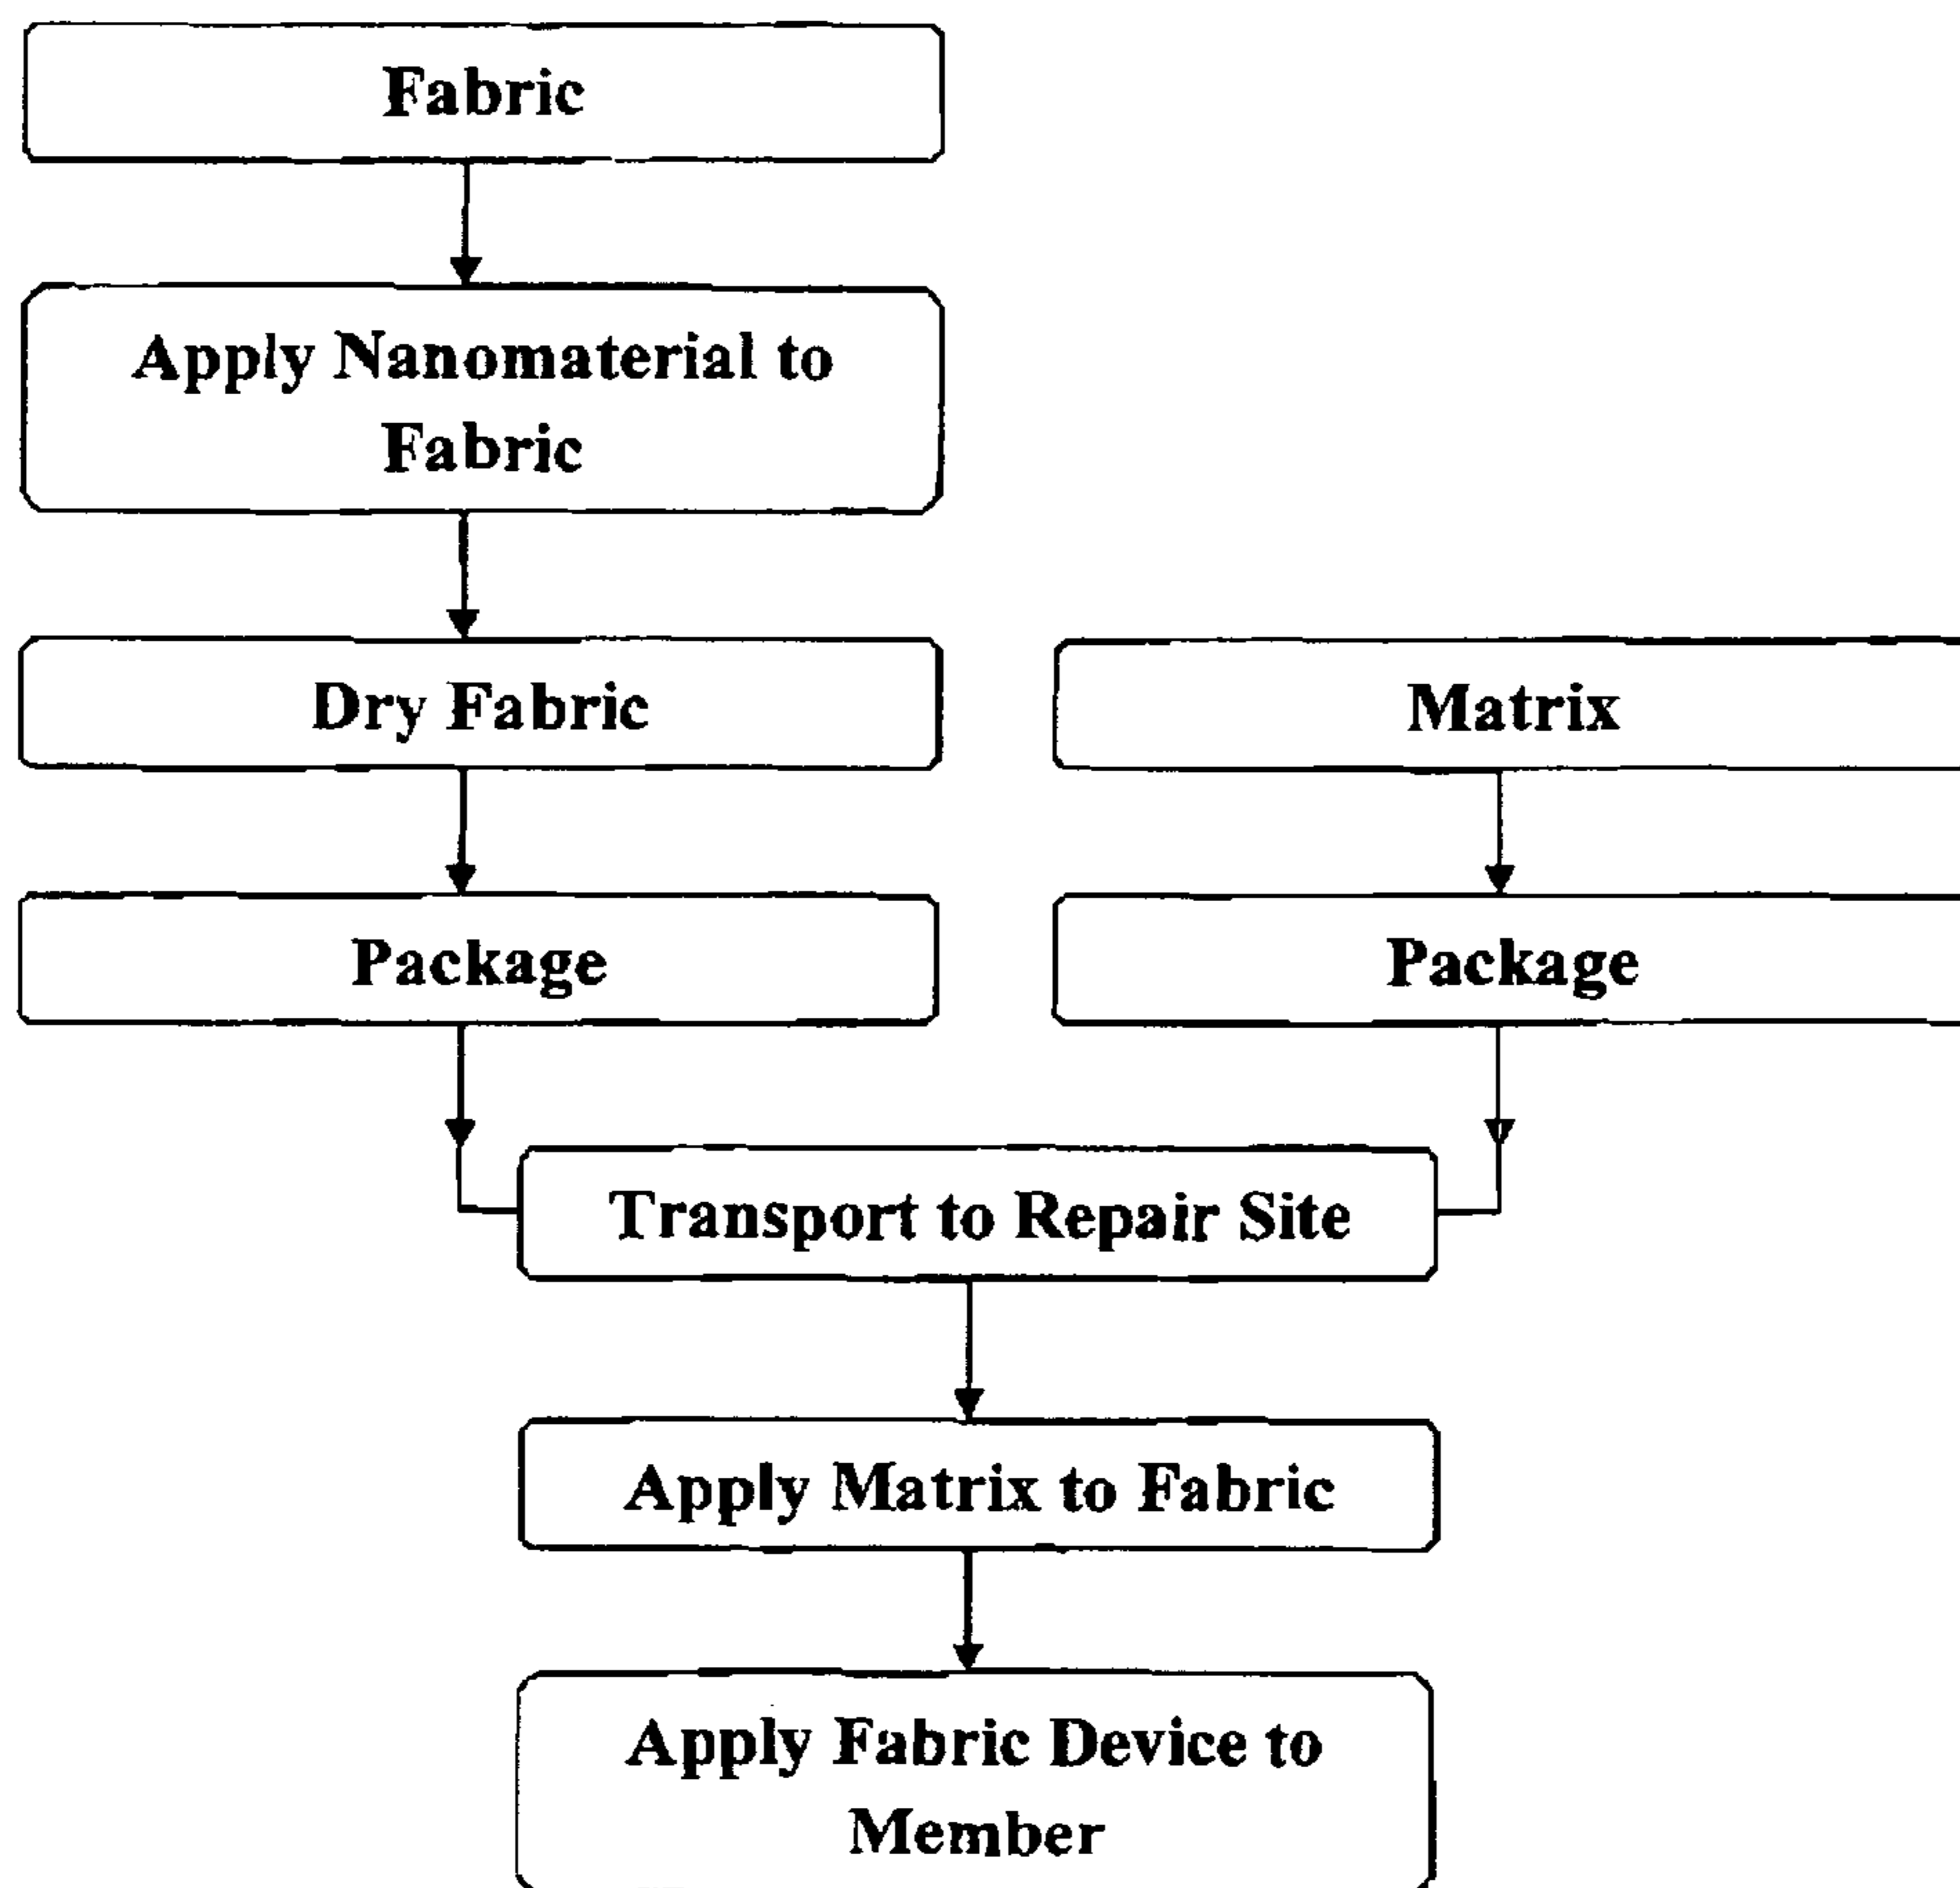 Fabric
Apply Nanomaterial to
Fabric
Dry Fabric
Matrix
Package
Package
Transport to Repair Site
Apply Matrix to Fabric
Apply Fabric Device to
Member